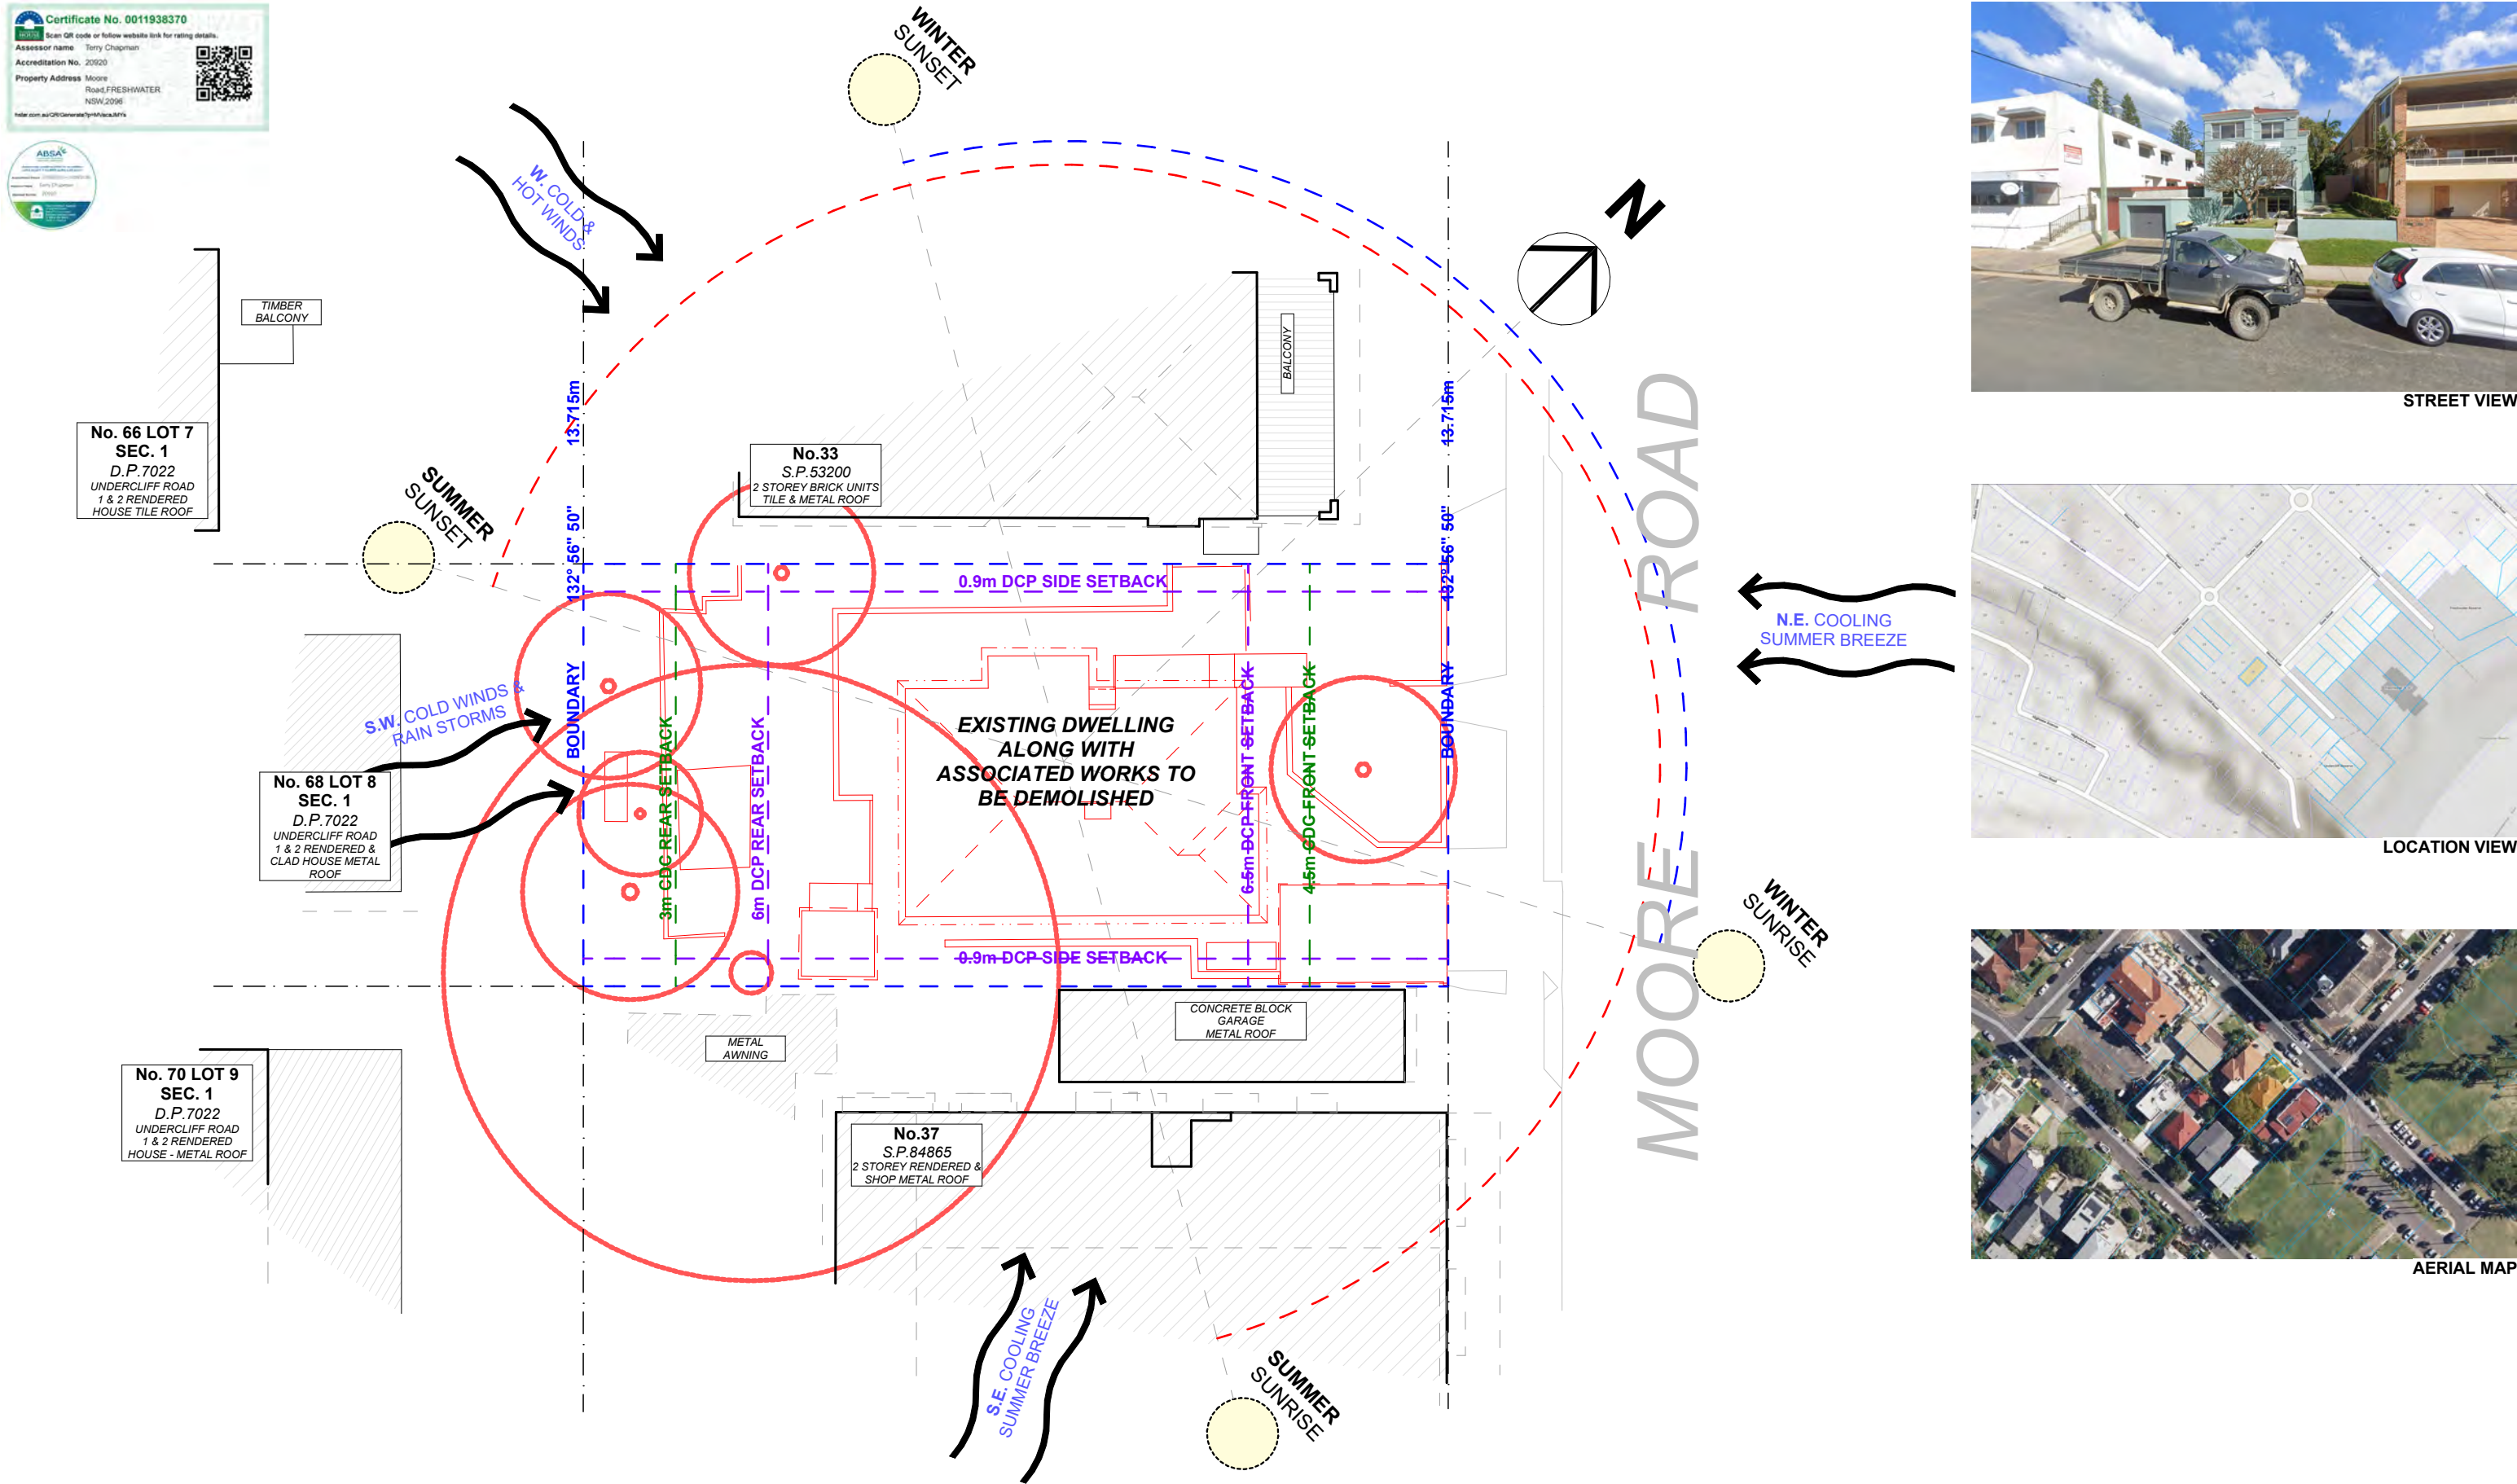 Certificate No. 0011938370
Scan QR code or follow website link for rating details.
Assessor name Terry Chapman
Accreditation No. 20920
Property Address Moore
Road,FRESHWATER
NSW,2096
HOUSE
ABSA
Terry Chapman
WINTER
SUNSET
W. COLD &
HOT WINDS
N
TIMBER
BALCONY
BALCONY
No. 66 LOT 7
SEC. 1
D.P.7022
UNDERCLIFF ROAD
1 & 2 RENDERED
HOUSE TILE ROOF
13.715m
132° 56" 50"
BOUNDARY
No.33
S.P.53200
2 STOREY BRICK UNITS
TILE & METAL ROOF
13.715m
132° 56" 50"
BOUNDARY
SUMMER
SUNSET
0.9m DCP SIDE SETBACK
MOORE ROAD
N.E. COOLING
SUMMER BREEZE
S.W. COLD WINDS &
RAIN STORMS
3m CDC REAR SETBACK
6m DCP REAR SETBACK
EXISTING DWELLING
ALONG WITH
ASSOCIATED WORKS TO
BE DEMOLISHED
6.5m DCP FRONT SETBACK
4.5m CDC FRONT SETBACK
No. 68 LOT 8
SEC. 1
D.P.7022
UNDERCLIFF ROAD
1 & 2 RENDERED &
CLAD HOUSE METAL
ROOF
0.9m DCP SIDE SETBACK
WINTER
SUNRISE
CONCRETE BLOCK
GARAGE
METAL ROOF
METAL
AWNING
No. 70 LOT 9
SEC. 1
D.P.7022
UNDERCLIFF ROAD
1 & 2 RENDERED
HOUSE - METAL ROOF
No.37
S.P.84865
2 STOREY RENDERED &
SHOP METAL ROOF
S.E. COOLING
SUMMER BREEZE
SUMMER
SUNRISE
STREET VIEW
LOCATION VIEW
AERIAL MAP